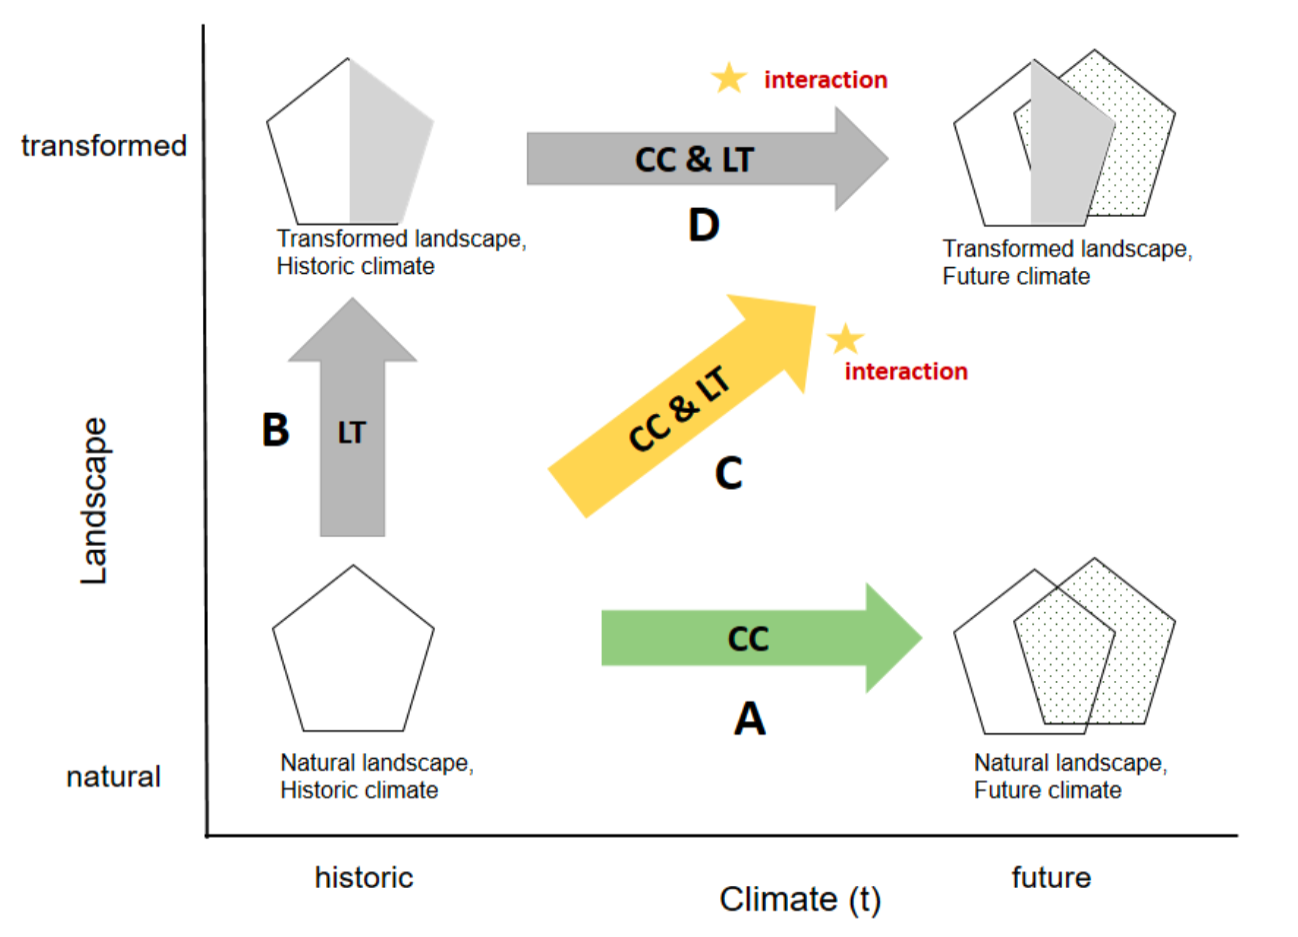 interaction
transformed
CC & LT
D
Transformed landscape,
Historic climate
Transformed landscape,
Future climate
CC & LT
interaction
C
B
LT
Landscape
CC
A
Natural landscape,
Historic climate
Natural landscape,
Future climate
natural
historic
future
Climate (t)